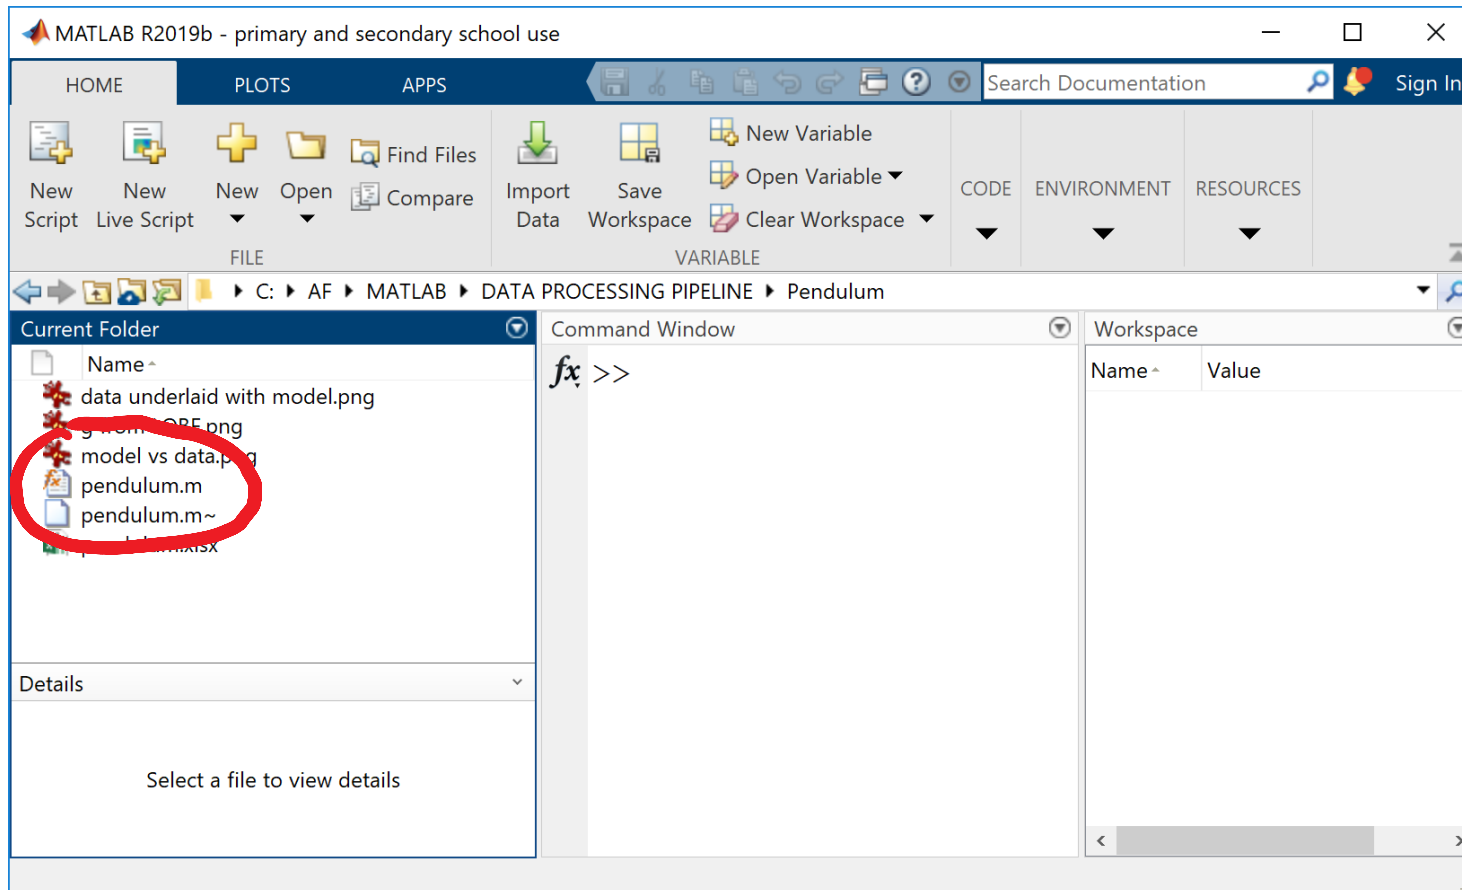 MATLAB R2019b - primary and secondary school use
HOME PLOTS APPS Search Documentation Sign In
New Script
New Live Script
New
Open
Find Files
Compare
FILE
Import Data
Save Workspace
New Variable
Open Variable
Clear Workspace
VARIABLE
CODE
ENVIRONMENT
RESOURCES
C: AF MATLAB DATA PROCESSING PIPELINE Pendulum
Current Folder
Name
data underlaid with model.png
.png
model vs data.png
pendulum.m
pendulum.m~
Details
Select a file to view details
Command Window
fx >>
Workspace
Name Value